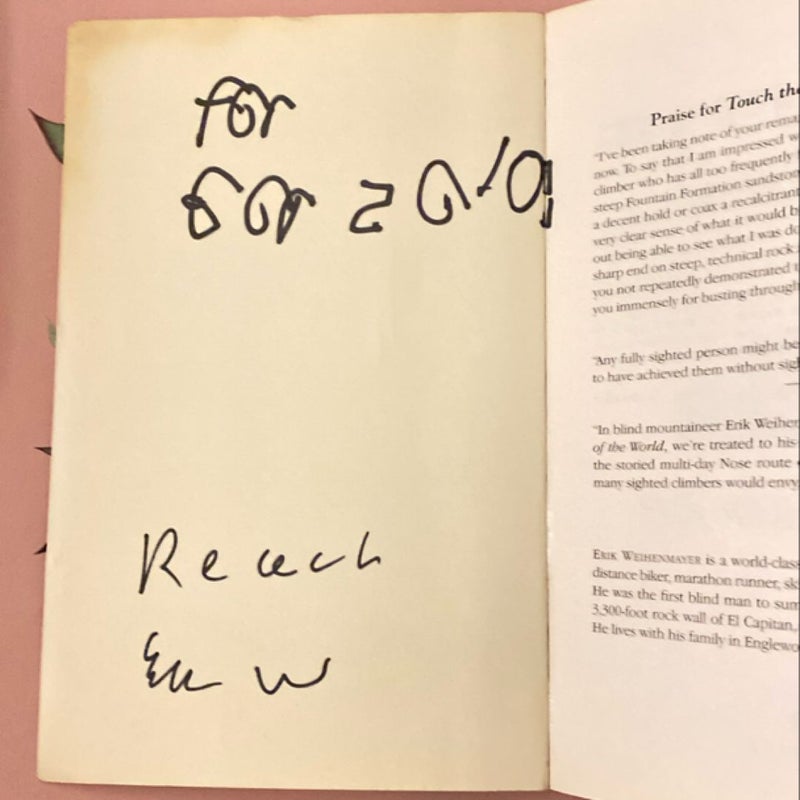 for
Reach
Erik W
Praise for Touch the
"I've been taking note of your rema
now. To say that I am impressed w
climber who has all too frequently
steep Fountain Formation sandston
a decent hold or coax a recalcitrant
very clear sense of what it would b
out being able to see what I was do
sharp end on steep, technical rock.
you not repeatedly demonstrated t
you immensely for busting through
"Any fully sighted person might be
to have achieved them without sigh
"In blind mountaineer Erik Weihen
of the World, we're treated to his
the storied multi-day Nose route
many sighted climbers would envy
ERIK WEIHENMAYER is a world-class
distance biker, marathon runner, sk
He was the first blind man to sum
3,300-foot rock wall of El Capitan,
He lives with his family in Englewo